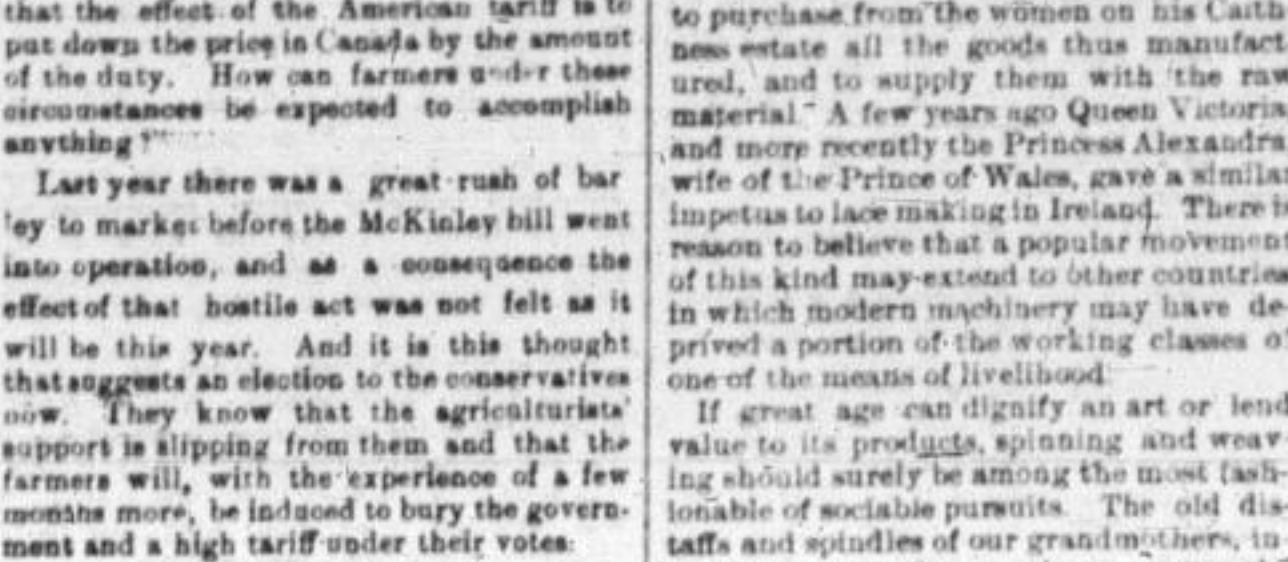 that the effect of the American tariff is to
put down the price in Canada by the amount
of the duty. How can farmers under these
circumstances be expected to accomplish
anything?"
Last year there was a great rush of bar
ley to market before the McKinley bill went
into operation, and as a consequence the
effect of that hostile act was not felt as it
will be this year. And it is this thought
that suggests an election to the conservatives
now. They know that the agriculturists'
support is slipping from them and that the
farmers will, with the experience of a few
months more, be induced to bury the govern-
ment and a high tariff under their votes.
to purchase from the women on his Caith
ness estate all the goods thus manufact
ured, and to supply them with the raw
material. A few years ago Queen Victoria
and more recently the Princess Alexandra,
wife of the Prince of Wales, gave a similar
impetus to lace making in Ireland. There is
reason to believe that a popular movement
of this kind may extend to other countries
in which modern machinery may have de
prived a portion of the working classes of
one of the means of livelihood.
If great age can dignify an art or lend
value to its products, spinning and weav
ing should surely be among the most fash
ionable of sociable pursuits. The old dis-
taffs and spindles of our grandmothers, in-